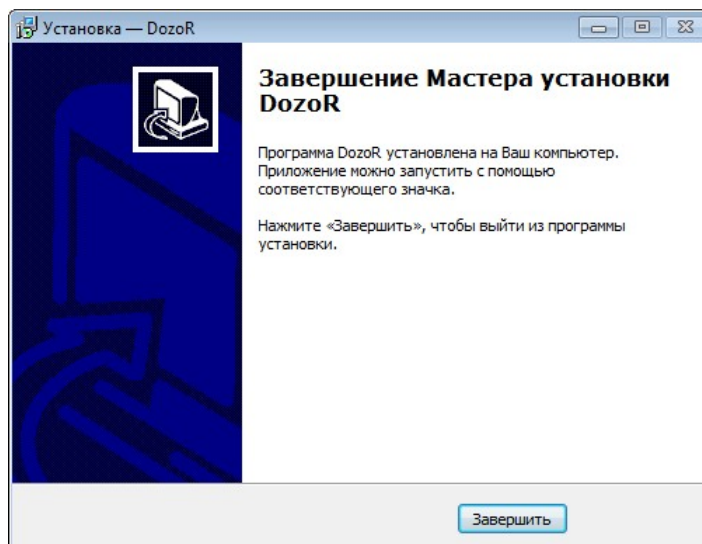 Установка — DozoR
Завершение Мастера установки
DozoR
Программа DozoR установлена на Ваш компьютер.
Приложение можно запустить с помощью
соответствующего значка.
Нажмите «Завершить», чтобы выйти из программы
установки.
Завершить